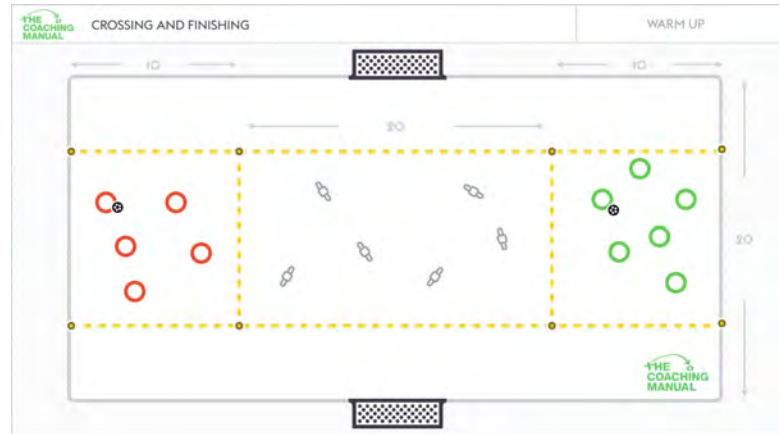 THE
COACHING
MANUAL
CROSSING AND FINISHING
WARM UP
10
10
20
20
THE
COACHING
MANUAL